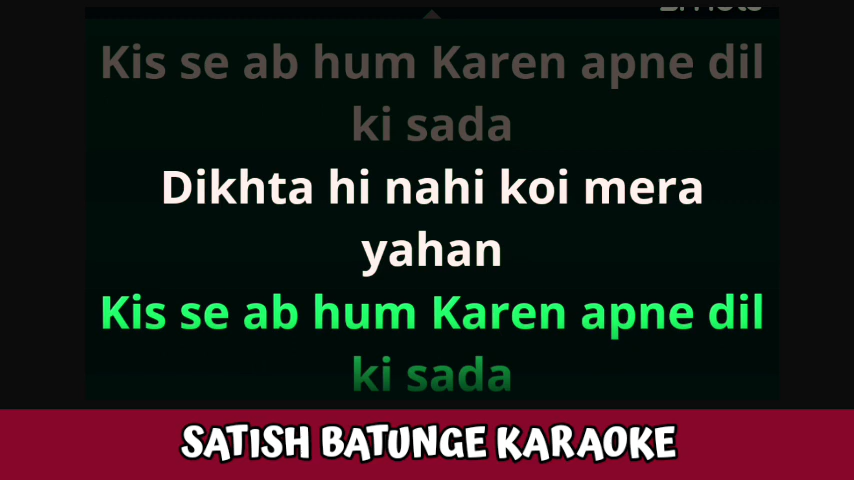 Kis se ab hum Karen apne dil
ki sada
Dikhta hi nahi koi mera
yahan
Kis se ab hum Karen apne dil
ki sada
SATISH BATUNGE KARAOKE